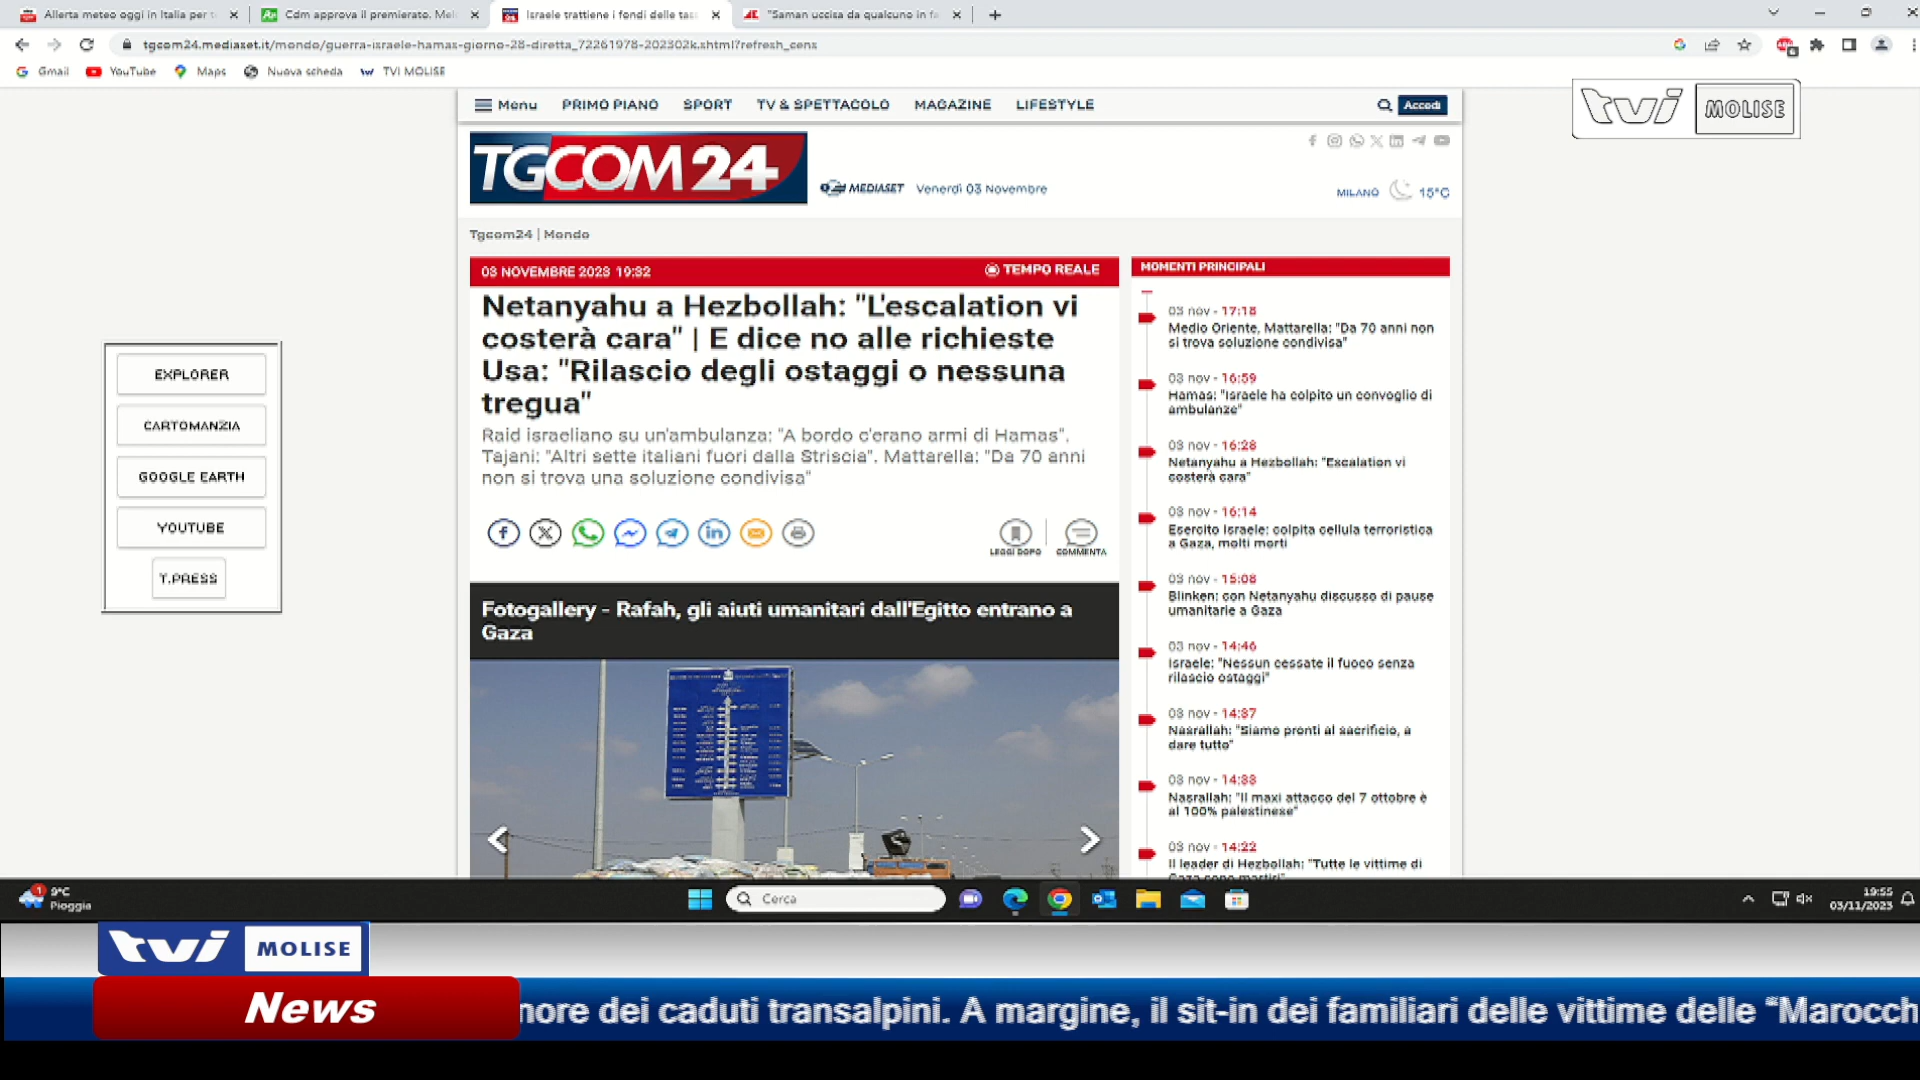 Allerta meteo oggi in Italia per t
Cdm approva il premierato. Mel
Israele trattiene i fondi delle tas
"Saman uccisa da qualcuno in fa
tgcom24.mediaset.it/mondo/guerra-israele-hamas-giorno-28-diretta_72261978-202302k.shtml?refresh_cens
Gmail
YouTube
Maps
Nuova scheda
TVI MOLISE
Menu
PRIMO PIANO
SPORT
TV & SPETTACOLO
MAGAZINE
LIFESTYLE
Accedi
tvi MOLISE
TGCOM24
MEDIASET
Venerdì 03 Novembre
MILANO
15°C
Tgcom24 | Mondo
03 NOVEMBRE 2023 19:32
TEMPO REALE
Netanyahu a Hezbollah: "L'escalation vi
costerà cara" | E dice no alle richieste
Usa: "Rilascio degli ostaggi o nessuna
tregua"
Raid israeliano su un'ambulanza: "A bordo c'erano armi di Hamas".
Tajani: "Altri sette italiani fuori dalla Striscia". Mattarella: "Da 70 anni
non si trova una soluzione condivisa"
LEGGI DOPO
COMMENTA
Fotogallery - Rafah, gli aiuti umanitari dall'Egitto entrano a
Gaza
MOMENTI PRINCIPALI
03 nov - 17:18
Medio Oriente, Mattarella: "Da 70 anni non
si trova soluzione condivisa"
03 nov - 16:59
Hamas: "Israele ha colpito un convoglio di
ambulanze"
03 nov - 16:28
Netanyahu a Hezbollah: "Escalation vi
costerà cara"
03 nov - 16:14
Esercito Israele: colpita cellula terroristica
a Gaza, molti morti
03 nov - 15:08
Blinken: con Netanyahu discusso di pause
umanitarie a Gaza
03 nov - 14:46
Israele: "Nessun cessate il fuoco senza
rilascio ostaggi"
03 nov - 14:37
Nasrallah: "Siamo pronti al sacrificio, a
dare tutto"
03 nov - 14:33
Nasrallah: "Il maxi attacco del 7 ottobre è
al 100% palestinese"
03 nov - 14:22
Il leader di Hezbollah: "Tutte le vittime di
Gaza sono martiri"
EXPLORER
CARTOMANZIA
GOOGLE EARTH
YOUTUBE
T.PRESS
1
9°C
Pioggia
Cerca
19:55
03/11/2023
tvi MOLISE
News
nore dei caduti transalpini. A margine, il sit-in dei familiari delle vittime delle “Marocch